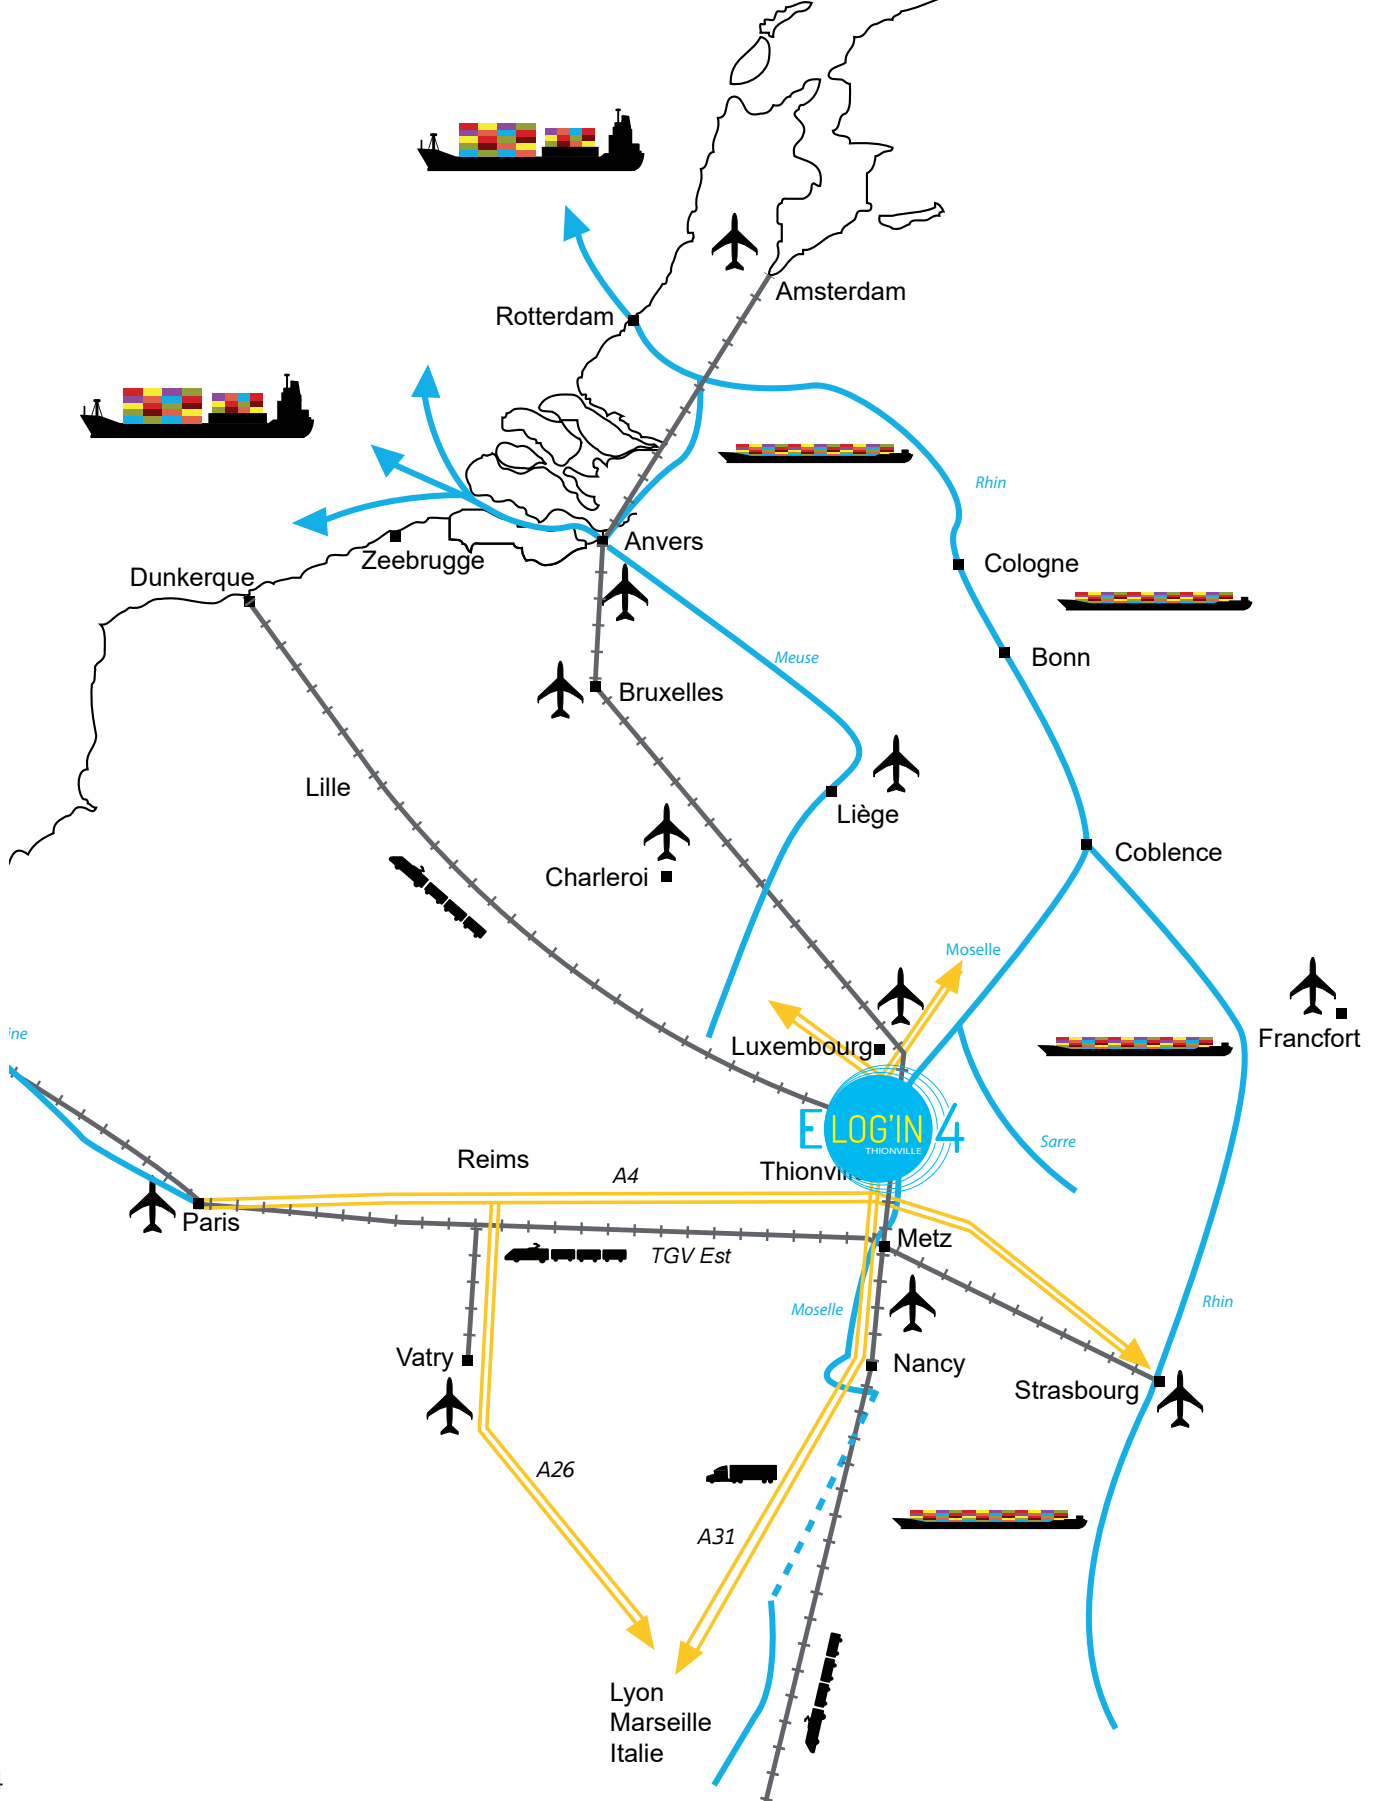 Amsterdam
Rotterdam
Rhin
Anvers
Zeebrugge
Cologne
Dunkerque
Meuse
Bonn
Bruxelles
Lille
Liège
Coblence
Charleroi
Moselle
ine
Francfort
Luxembourg
E LOG'IN 4
THIONVILLE
Sarre
Reims
A4
Thionvill
Paris
Metz
TGV Est
Rhin
Moselle
Vatry
Nancy
Strasbourg
A26
A31
Lyon
Marseille
Italie